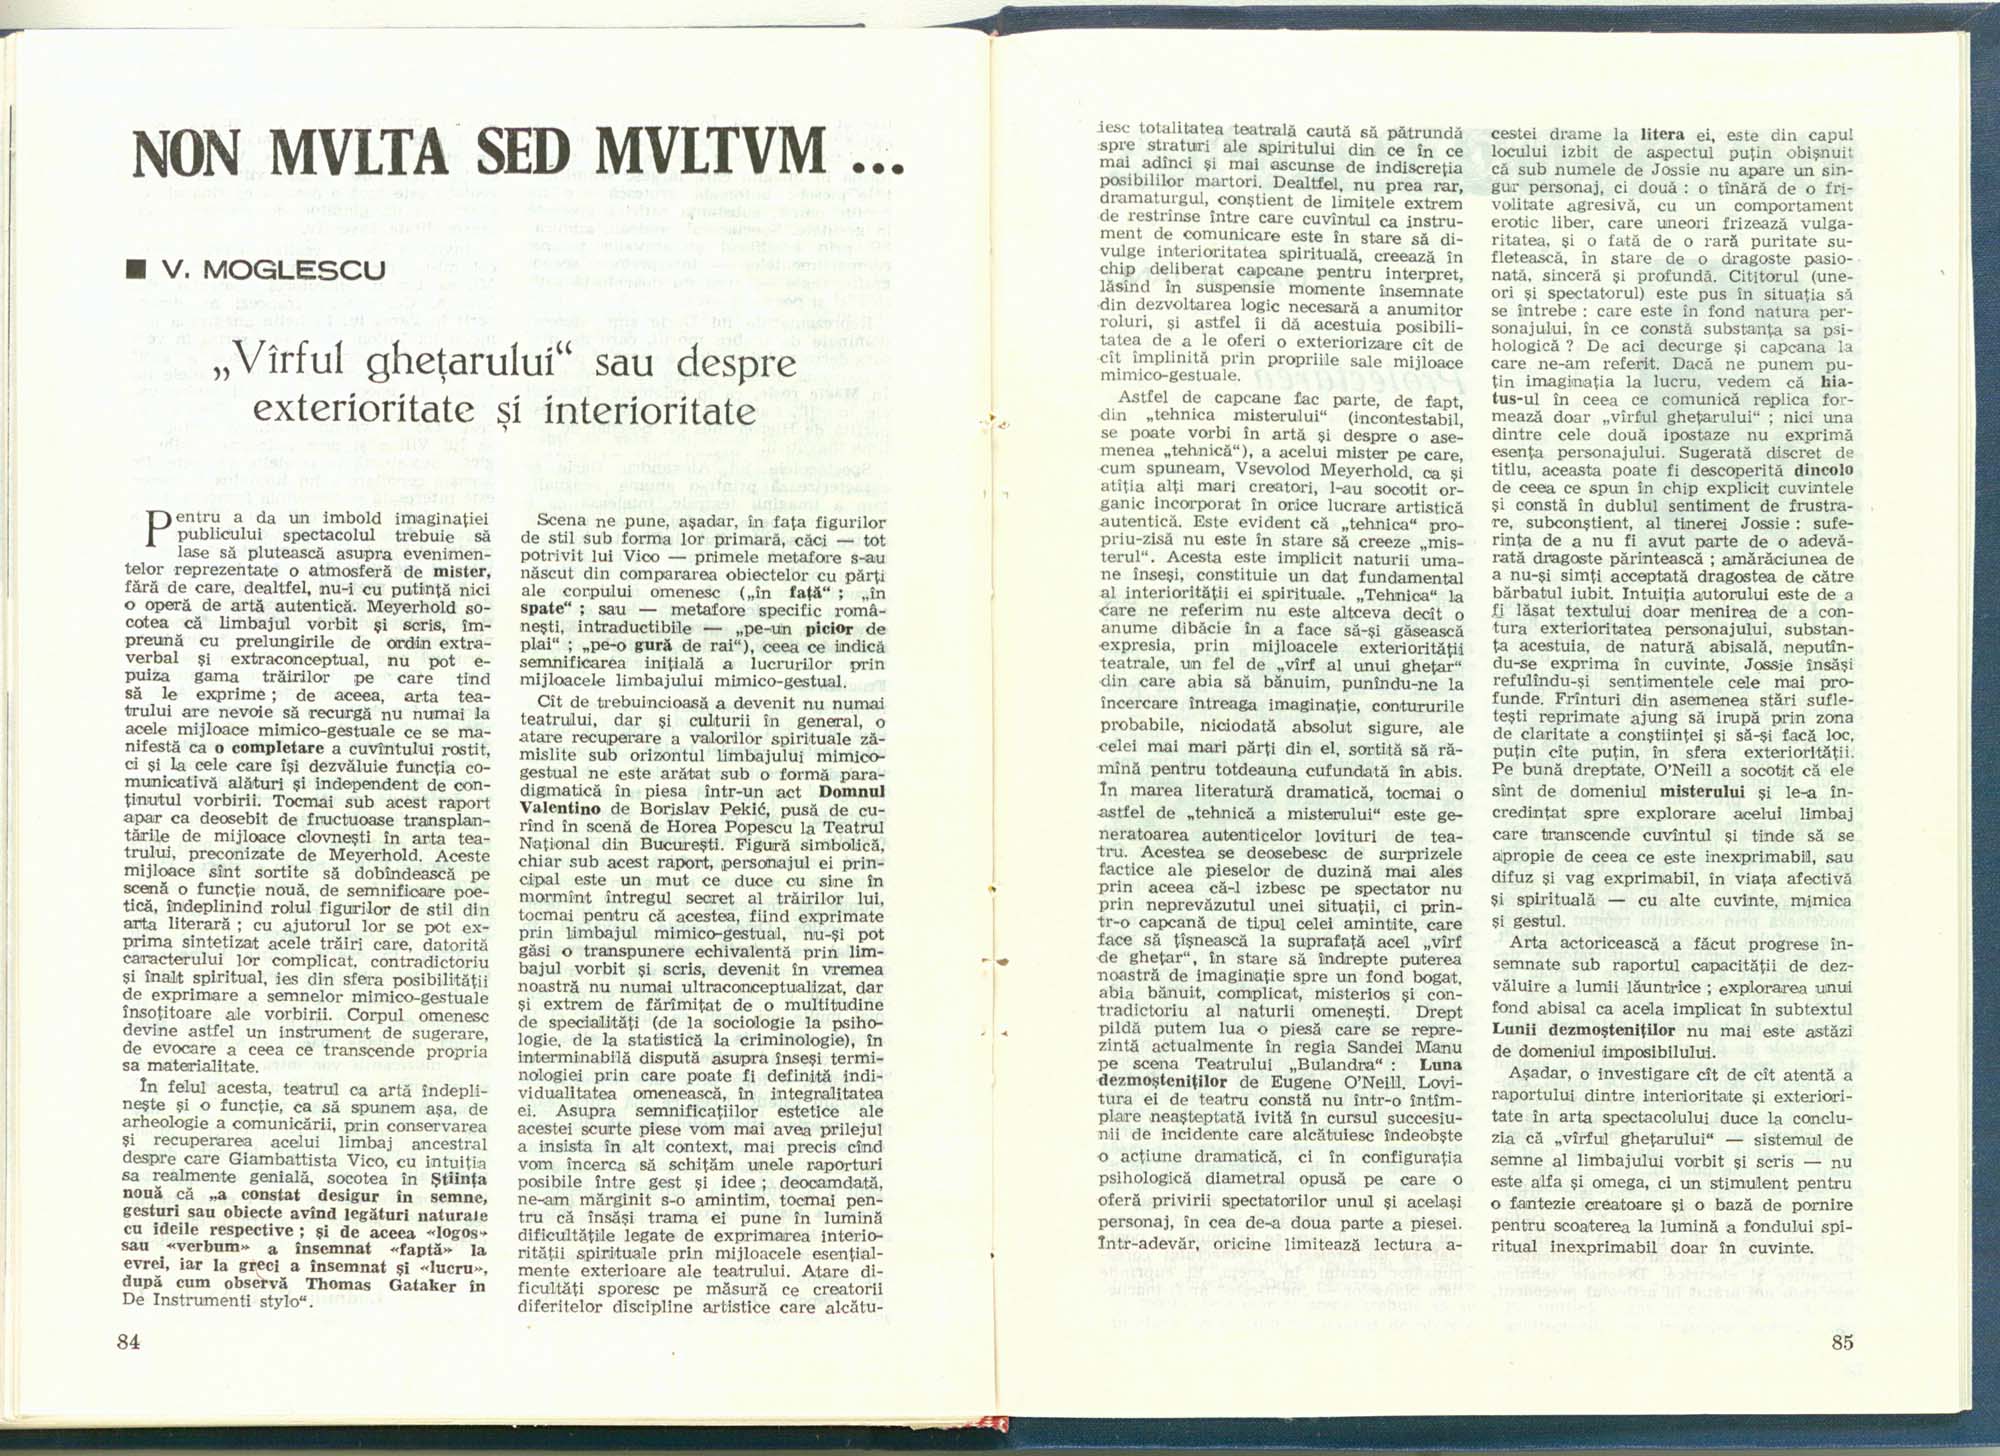 NON MVLTA SED MVLTVM ...
■ V. MOGLESCU
„Vîrful ghețarului“ sau despre
exterioritate și interioritate
Pentru a da un imbold imaginației
publicului spectacolul trebuie să
lase să plutească asupra evenimen-
telor reprezentate o atmosferă de mister,
fără de care, dealtfel, nu-i cu putință nici
o operă de artă autentică. Meyerhold so-
cotea că limbajul vorbit și scris, îm-
preună cu prelungirile de ordin extra-
verbal și extraconceptual, nu pot e-
puiza gama trăirilor pe care tind
să le exprime ; de aceea, arta tea-
trului are nevoie să recurgă nu numai la
acele mijloace mimico-gestuale ce se ma-
nifestă ca o completare a cuvîntului rostit,
ci și la cele care își dezvăluie funcția co-
municativă alături și independent de con-
ținutul vorbirii. Tocmai sub acest raport
apar ca deosebit de fructuoase transplan-
tările de mijloace clovnești în arta tea-
trului, preconizate de Meyerhold. Aceste
mijloace sînt sortite să dobîndească pe
scenă o funcție nouă, de semnificare poe-
tică, îndeplinind rolul figurilor de stil din
arta literară ; cu ajutorul lor se pot ex-
prima sintetizat acele trăiri care, datorită
caracterului lor complicat, contradictoriu
și înalt spiritual, ies din sfera posibilității
de exprimare a semnelor mimico-gestuale
însoțitoare ale vorbirii. Corpul omenesc
devine astfel un instrument de sugerare,
de evocare a ceea ce transcende propria
sa materialitate.
În felul acesta, teatrul ca artă îndepli-
nește și o funcție, ca să spunem așa, de
arheologie a comunicării, prin conservarea
și recuperarea acelui limbaj ancestral
despre care Giambattista Vico, cu intuiția
sa realmente genială, socotea în Știința
nouă că „a constat desigur în semne,
gesturi sau obiecte avînd legături naturale
cu ideile respective ; și de aceea «logos»
sau «verbum» a însemnat «faptă» la
evrei, iar la greci a însemnat și «lucru»,
după cum observă Thomas Gataker în
De Instrumenti stylo“.
84
Scena ne pune, așadar, în fața figurilor
de stil sub forma lor primară, căci — tot
potrivit lui Vico — primele metafore s-au
născut din compararea obiectelor cu părți
ale corpului omenesc („în față“ ; „în
spate“ ; sau — metafore specific româ-
nești, intraductibile — „pe-un picior de
plai“ ; „pe-o gură de rai“), ceea ce indică
semnificarea inițială a lucrurilor prin
mijloacele limbajului mimico-gestual.
Cît de trebuincioasă a devenit nu numai
teatrului, dar și culturii în general, o
atare recuperare a valorilor spirituale ză-
mislite sub orizontul limbajului mimico-
gestual ne este arătat sub o formă para-
digmatică în piesa într-un act Domnul
Valentino de Borislav Pekić, pusă de cu-
rînd în scenă de Horea Popescu la Teatrul
Național din București. Figură simbolică,
chiar sub acest raport, personajul ei prin-
cipal este un mut ce duce cu sine în
mormînt întregul secret al trăirilor lui,
tocmai pentru că acestea, fiind exprimate
prin limbajul mimico-gestual, nu-și pot
găsi o transpunere echivalentă prin lim-
bajul vorbit și scris, devenit în vremea
noastră nu numai ultraconceptualizat, dar
și extrem de fărîmițat de o multitudine
de specialități (de la sociologie la psiho-
logie, de la statistică la criminologie), în
interminabilă dispută asupra înseși termi-
nologiei prin care poate fi definită indi-
vidualitatea omenească, în integralitatea
ei. Asupra semnificațiilor estetice ale
acestei scurte piese vom mai avea prilejul
a insista în alt context, mai precis cînd
vom încerca să schițăm unele raporturi
posibile între gest și idee ; deocamdată,
ne-am mărginit s-o amintim, tocmai pen-
tru că însăși trama ei pune în lumină
dificultățile legate de exprimarea interio-
rității spirituale prin mijloacele esențial-
mente exterioare ale teatrului. Atare di-
ficultăți sporesc pe măsură ce creatorii
diferitelor discipline artistice care alcătu-
iesc totalitatea teatrală caută să pătrundă
spre straturi ale spiritului din ce în ce
mai adînci și mai ascunse de indiscreția
posibililor martori. Dealtfel, nu prea rar,
dramaturgul, conștient de limitele extrem
de restrinse între care cuvîntul ca instru-
ment de comunicare este în stare să di-
vulge interioritatea spirituală, creează în
chip deliberat capcane pentru interpret,
lăsînd în suspensie momente însemnate
din dezvoltarea logic necesară a anumitor
roluri, și astfel îi dă acestuia posibili-
tatea de a le oferi o exteriorizare cît de
cît împlinită prin propriile sale mijloace
mimico-gestuale.
Astfel de capcane fac parte, de fapt,
din „tehnica misterului“ (incontestabil,
se poate vorbi în artă și despre o ase-
menea „tehnică“), a acelui mister pe care,
cum spuneam, Vsevolod Meyerhold, ca și
atîția alți mari creatori, l-au socotit or-
ganic incorporat în orice lucrare artistică
autentică. Este evident că „tehnica“ pro-
priu-zisă nu este în stare să creeze „mis-
terul“. Acesta este implicit naturii uma-
ne înseși, constituie un dat fundamental
al interiorității ei spirituale. „Tehnica“ la
care ne referim nu este altceva decît o
anume dibăcie în a face să-și găsească
expresia, prin mijloacele exteriorității
teatrale, un fel de „vîrf al unui ghețar“
din care abia să bănuim, punîndu-ne la
încercare întreaga imaginație, contururile
probabile, niciodată absolut sigure, ale
celei mai mari părți din el, sortită să ră-
mînă pentru totdeauna cufundată în abis.
În marea literatură dramatică, tocmai o
astfel de „tehnică a misterului“ este ge-
neratoarea autenticelor lovituri de tea-
tru. Acestea se deosebesc de surprizele
factice ale pieselor de duzină mai ales
prin aceea că-l izbesc pe spectator nu
prin neprevăzutul unei situații, ci prin-
tr-o capcană de tipul celei amintite, care
face să țîșnească la suprafață acel „vîrf
de ghețar“, în stare să îndrepte puterea
noastră de imaginație spre un fond bogat,
abia bănuit, complicat, misterios și con-
tradictoriu al naturii omenești. Drept
pildă putem lua o piesă care se repre-
zintă actualmente în regia Sandei Manu
pe scena Teatrului „Bulandra“ : Luna
dezmoșteniților de Eugene O'Neill. Lovi-
tura ei de teatru constă nu într-o întîm-
plare neașteptată ivită în cursul succesiu-
nii de incidente care alcătuiesc îndeobște
o acțiune dramatică, ci în configurația
psihologică diametral opusă pe care o
oferă privirii spectatorilor unul și același
personaj, în cea de-a doua parte a piesei.
Într-adevăr, oricine limitează lectura a-
cestei drame la litera ei, este din capul
locului izbit de aspectul puțin obișnuit
că sub numele de Jossie nu apare un sin-
gur personaj, ci două : o tînără de o fri-
volitate agresivă, cu un comportament
erotic liber, care uneori frizează vulga-
ritatea, și o fată de o rară puritate su-
fletească, în stare de o dragoste pasio-
nată, sinceră și profundă. Cititorul (une-
ori și spectatorul) este pus în situația să
se întrebe : care este în fond natura per-
sonajului, în ce constă substanța sa psi-
hologică ? De aci decurge și capcana la
care ne-am referit. Dacă ne punem pu-
țin imaginația la lucru, vedem că hia-
tus-ul în ceea ce comunică replica for-
mează doar „vîrful ghețarului“ ; nici una
dintre cele două ipostaze nu exprimă
esența personajului. Sugerată discret de
titlu, aceasta poate fi descoperită dincolo
de ceea ce spun în chip explicit cuvintele
și constă în dublul sentiment de frustra-
re, subconștient, al tinerei Jossie : sufe-
rința de a nu fi avut parte de o adevă-
rată dragoste părintească ; amărăciunea de
a nu-și simți acceptată dragostea de către
bărbatul iubit. Intuiția autorului este de a
fi lăsat textului doar menirea de a con-
tura exterioritatea personajului, substan-
ța acestuia, de natură abisală, neputîn-
du-se exprima în cuvinte, Jossie însăși
refulîndu-și sentimentele cele mai pro-
funde. Frînturi din asemenea stări sufle-
tești reprimate ajung să irupă prin zona
de claritate a conștiinței și să-și facă loc,
puțin cîte puțin, în sfera exteriorității.
Pe bună dreptate, O'Neill a socotit că ele
sînt de domeniul misterului și le-a în-
credințat spre explorare acelui limbaj
care transcende cuvîntul și tinde să se
apropie de ceea ce este inexprimabil, sau
difuz și vag exprimabil, în viața afectivă
și spirituală — cu alte cuvinte, mimica
și gestul.
Arta actoricească a făcut progrese în-
semnate sub raportul capacității de dez-
văluire a lumii lăuntrice ; explorarea unui
fond abisal ca acela implicat în subtextul
Lunii dezmoșteniților nu mai este astăzi
de domeniul imposibilului.
Așadar, o investigare cît de cît atentă a
raportului dintre interioritate și exteriori-
tate în arta spectacolului duce la conclu-
zia că „vîrful ghețarului“ — sistemul de
semne al limbajului vorbit și scris — nu
este alfa și omega, ci un stimulent pentru
o fantezie creatoare și o bază de pornire
pentru scoaterea la lumină a fondului spi-
ritual inexprimabil doar în cuvinte.
85